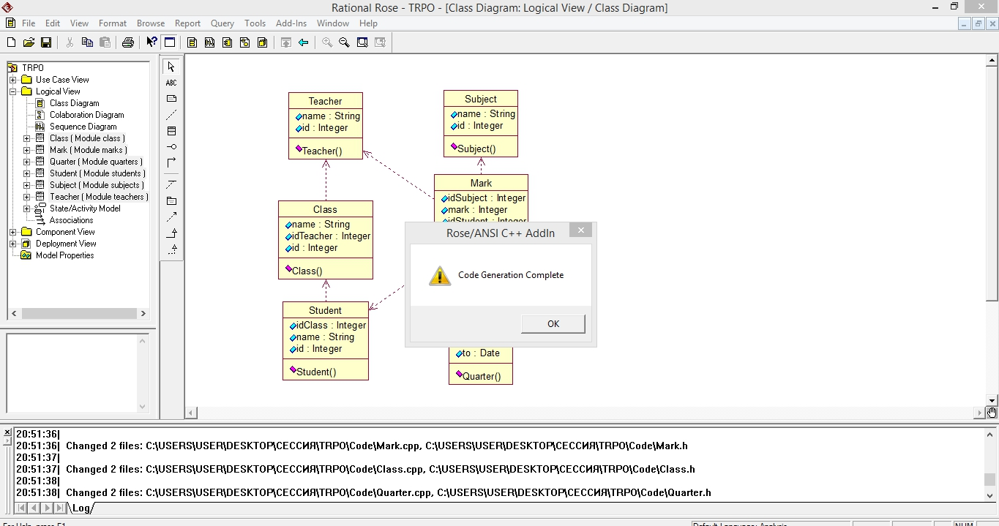 Rational Rose - TRPO - [Class Diagram: Logical View / Class Diagram]
File Edit View Format Browse Report Query Tools Add-Ins Window Help
TRPO
Use Case View
Logical View
Class Diagram
Colaboration Diagram
Sequence Diagram
Class ( Module class )
Mark ( Module marks )
Quarter ( Module quarters )
Student ( Module students )
Subject ( Module subjects )
Teacher ( Module teachers )
State/Activity Model
Associations
Component View
Deployment View
Model Properties
ABC
Teacher
name : String
id : Integer
Teacher()
Subject
name : String
id : Integer
Subject()
Mark
idSubject : Integer
mark : Integer
idStudent : Integer
Class
name : String
idTeacher : Integer
id : Integer
Class()
Student
idClass : Integer
name : String
id : Integer
Student()
to : Date
Quarter()
Rose/ANSI C++ AddIn
Code Generation Complete
OK
20:51:36|
20:51:36| Changed 2 files: C:\USERS\USER\DESKTOP\СЕССИЯ\TRPO\Code\Mark.cpp, C:\USERS\USER\DESKTOP\СЕССИЯ\TRPO\Code\Mark.h
20:51:37|
20:51:37| Changed 2 files: C:\USERS\USER\DESKTOP\СЕССИЯ\TRPO\Code\Class.cpp, C:\USERS\USER\DESKTOP\СЕССИЯ\TRPO\Code\Class.h
20:51:38|
20:51:38| Changed 2 files: C:\USERS\USER\DESKTOP\СЕССИЯ\TRPO\Code\Quarter.cpp, C:\USERS\USER\DESKTOP\СЕССИЯ\TRPO\Code\Quarter.h
Log
For Help, press F1
Default Language: Analysis
NUM